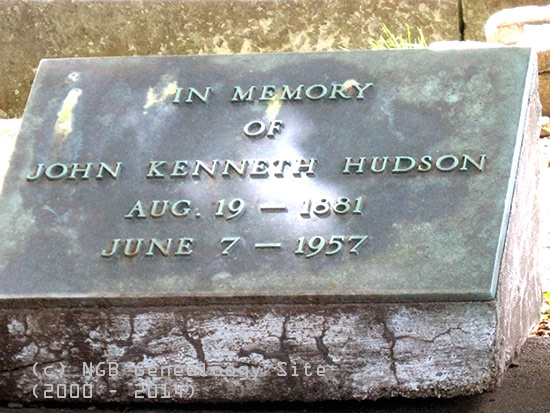 IN MEMORY
OF
JOHN KENNETH HUDSON
AUG. 19 — 1881
JUNE 7 — 1957
(c) NGB Genealogy Site
(2000 - 2014)